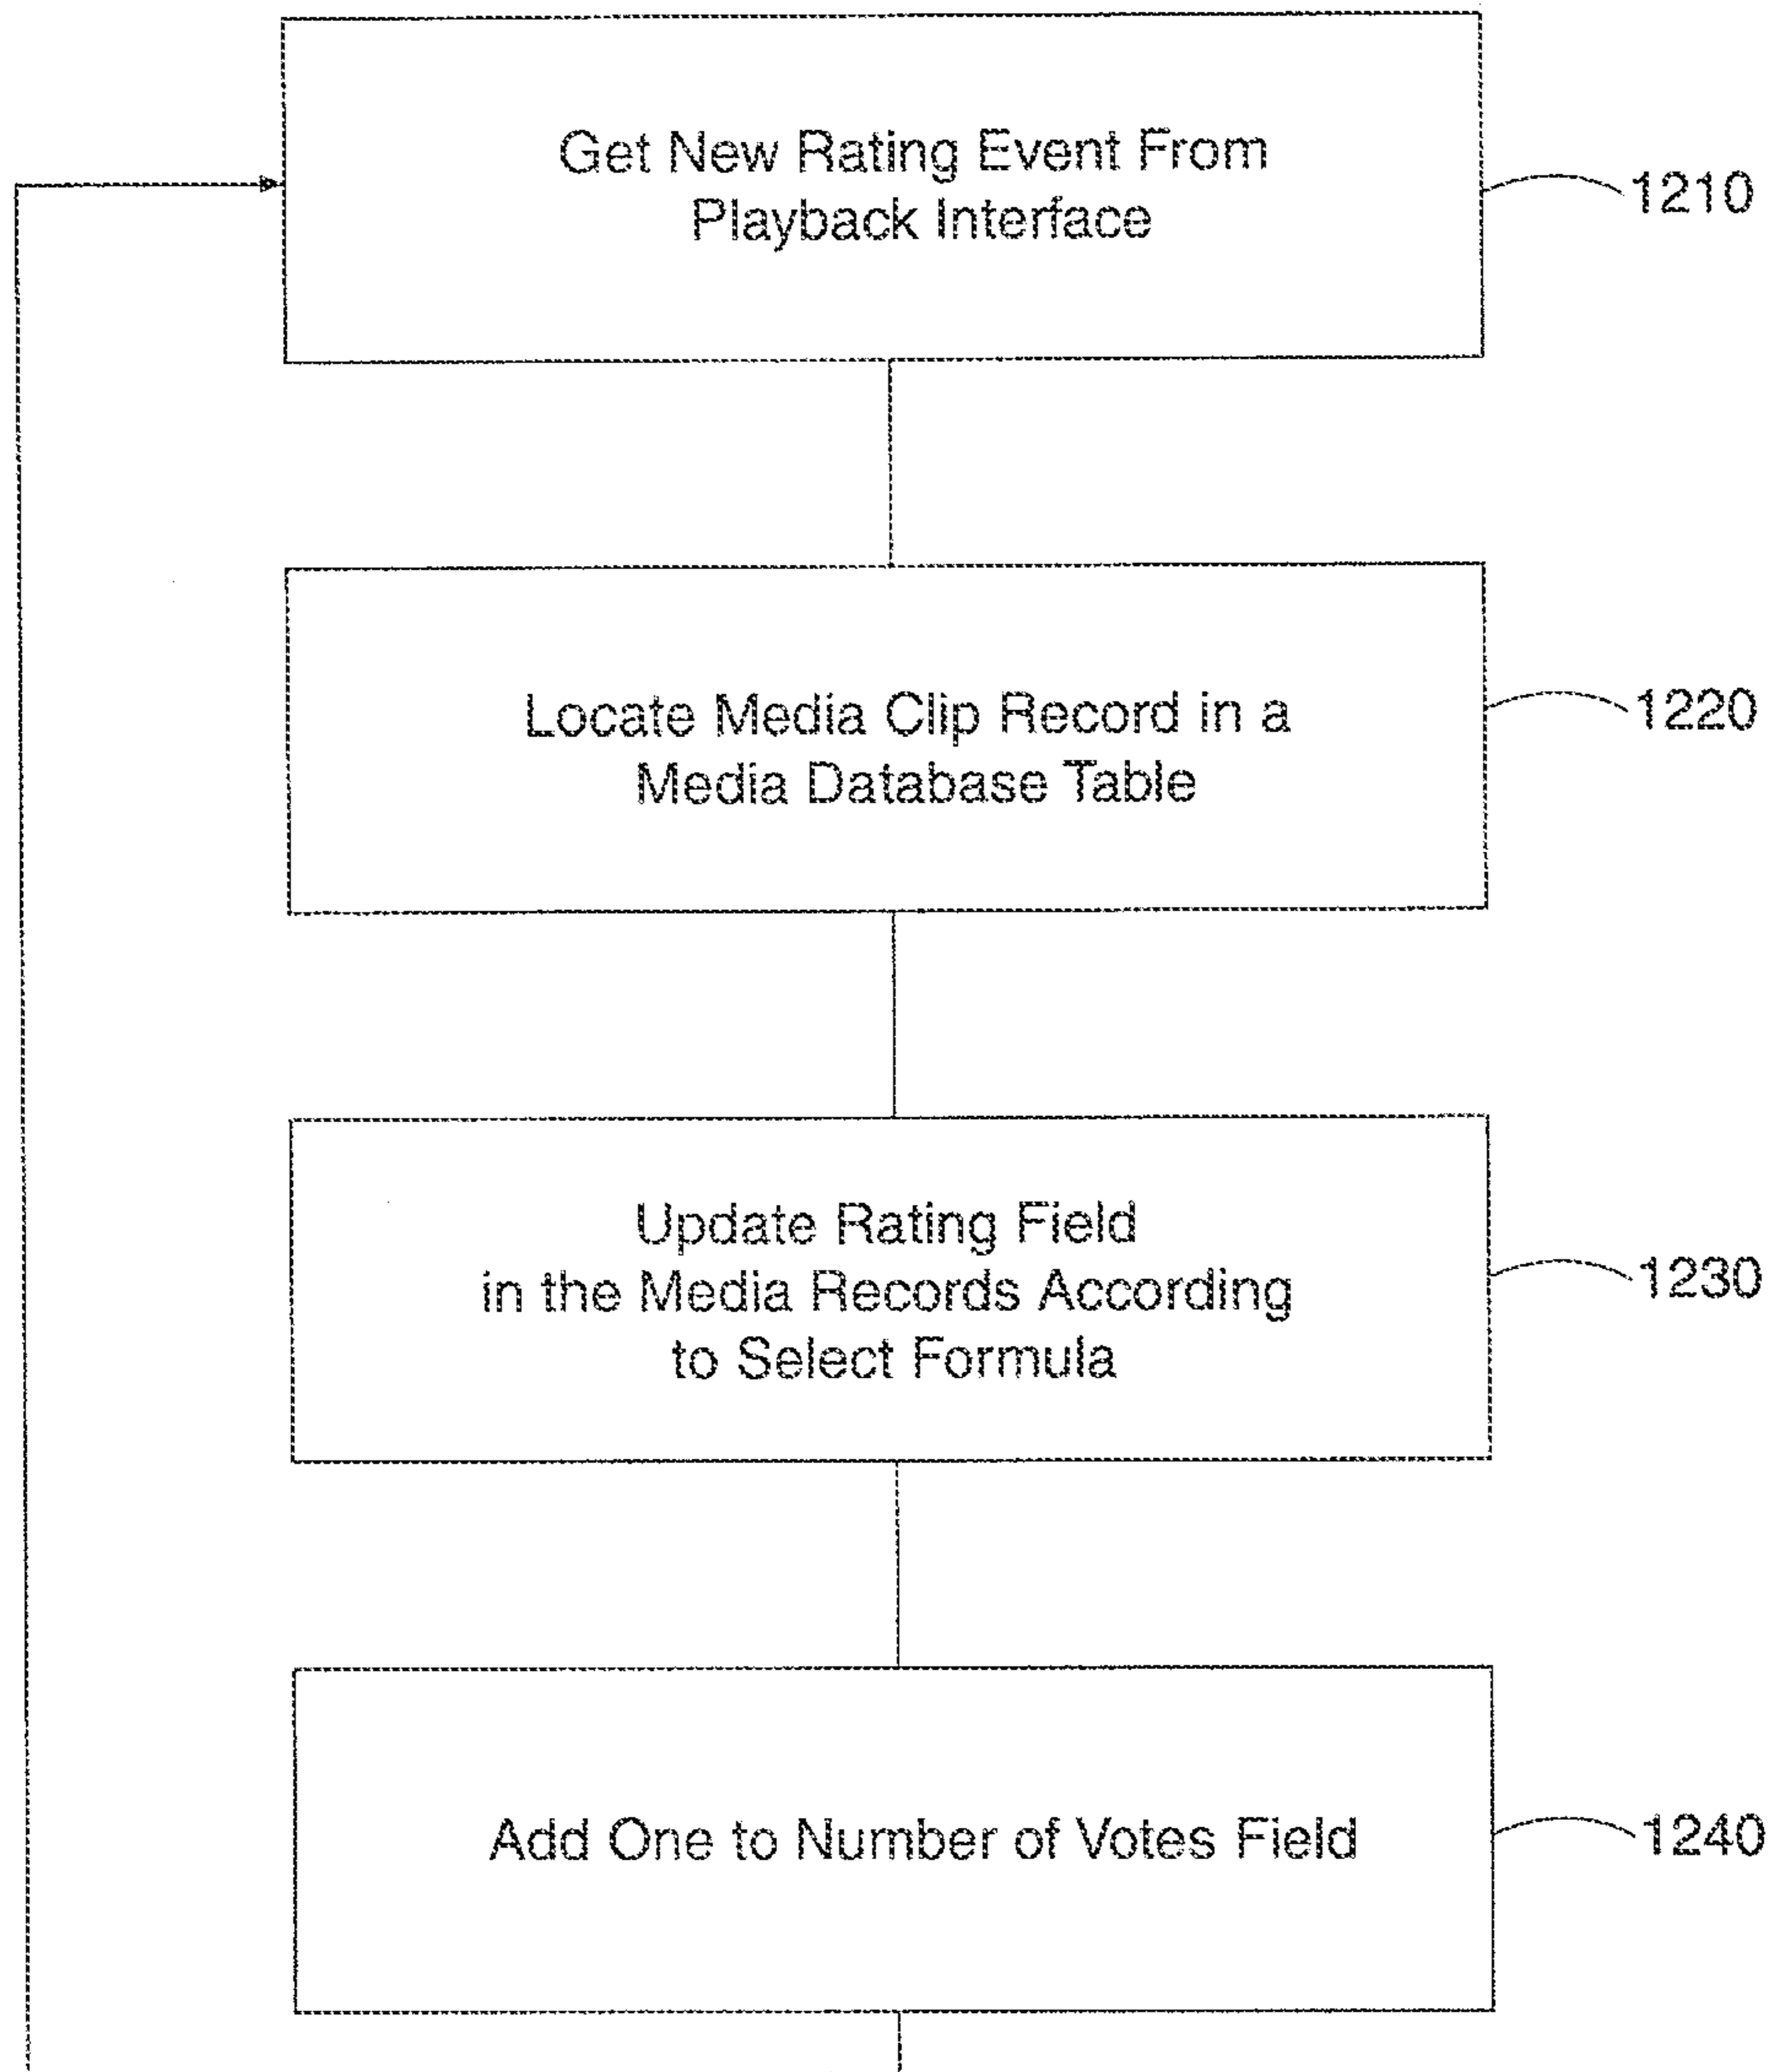 Get New Rating Event From
Playback Interface
1210
Locate Media Clip Record in a
Media Database Table
1220
Update Rating Field
in the Media Records According
to Select Formula
1230
Add One to Number of Votes Field
1240